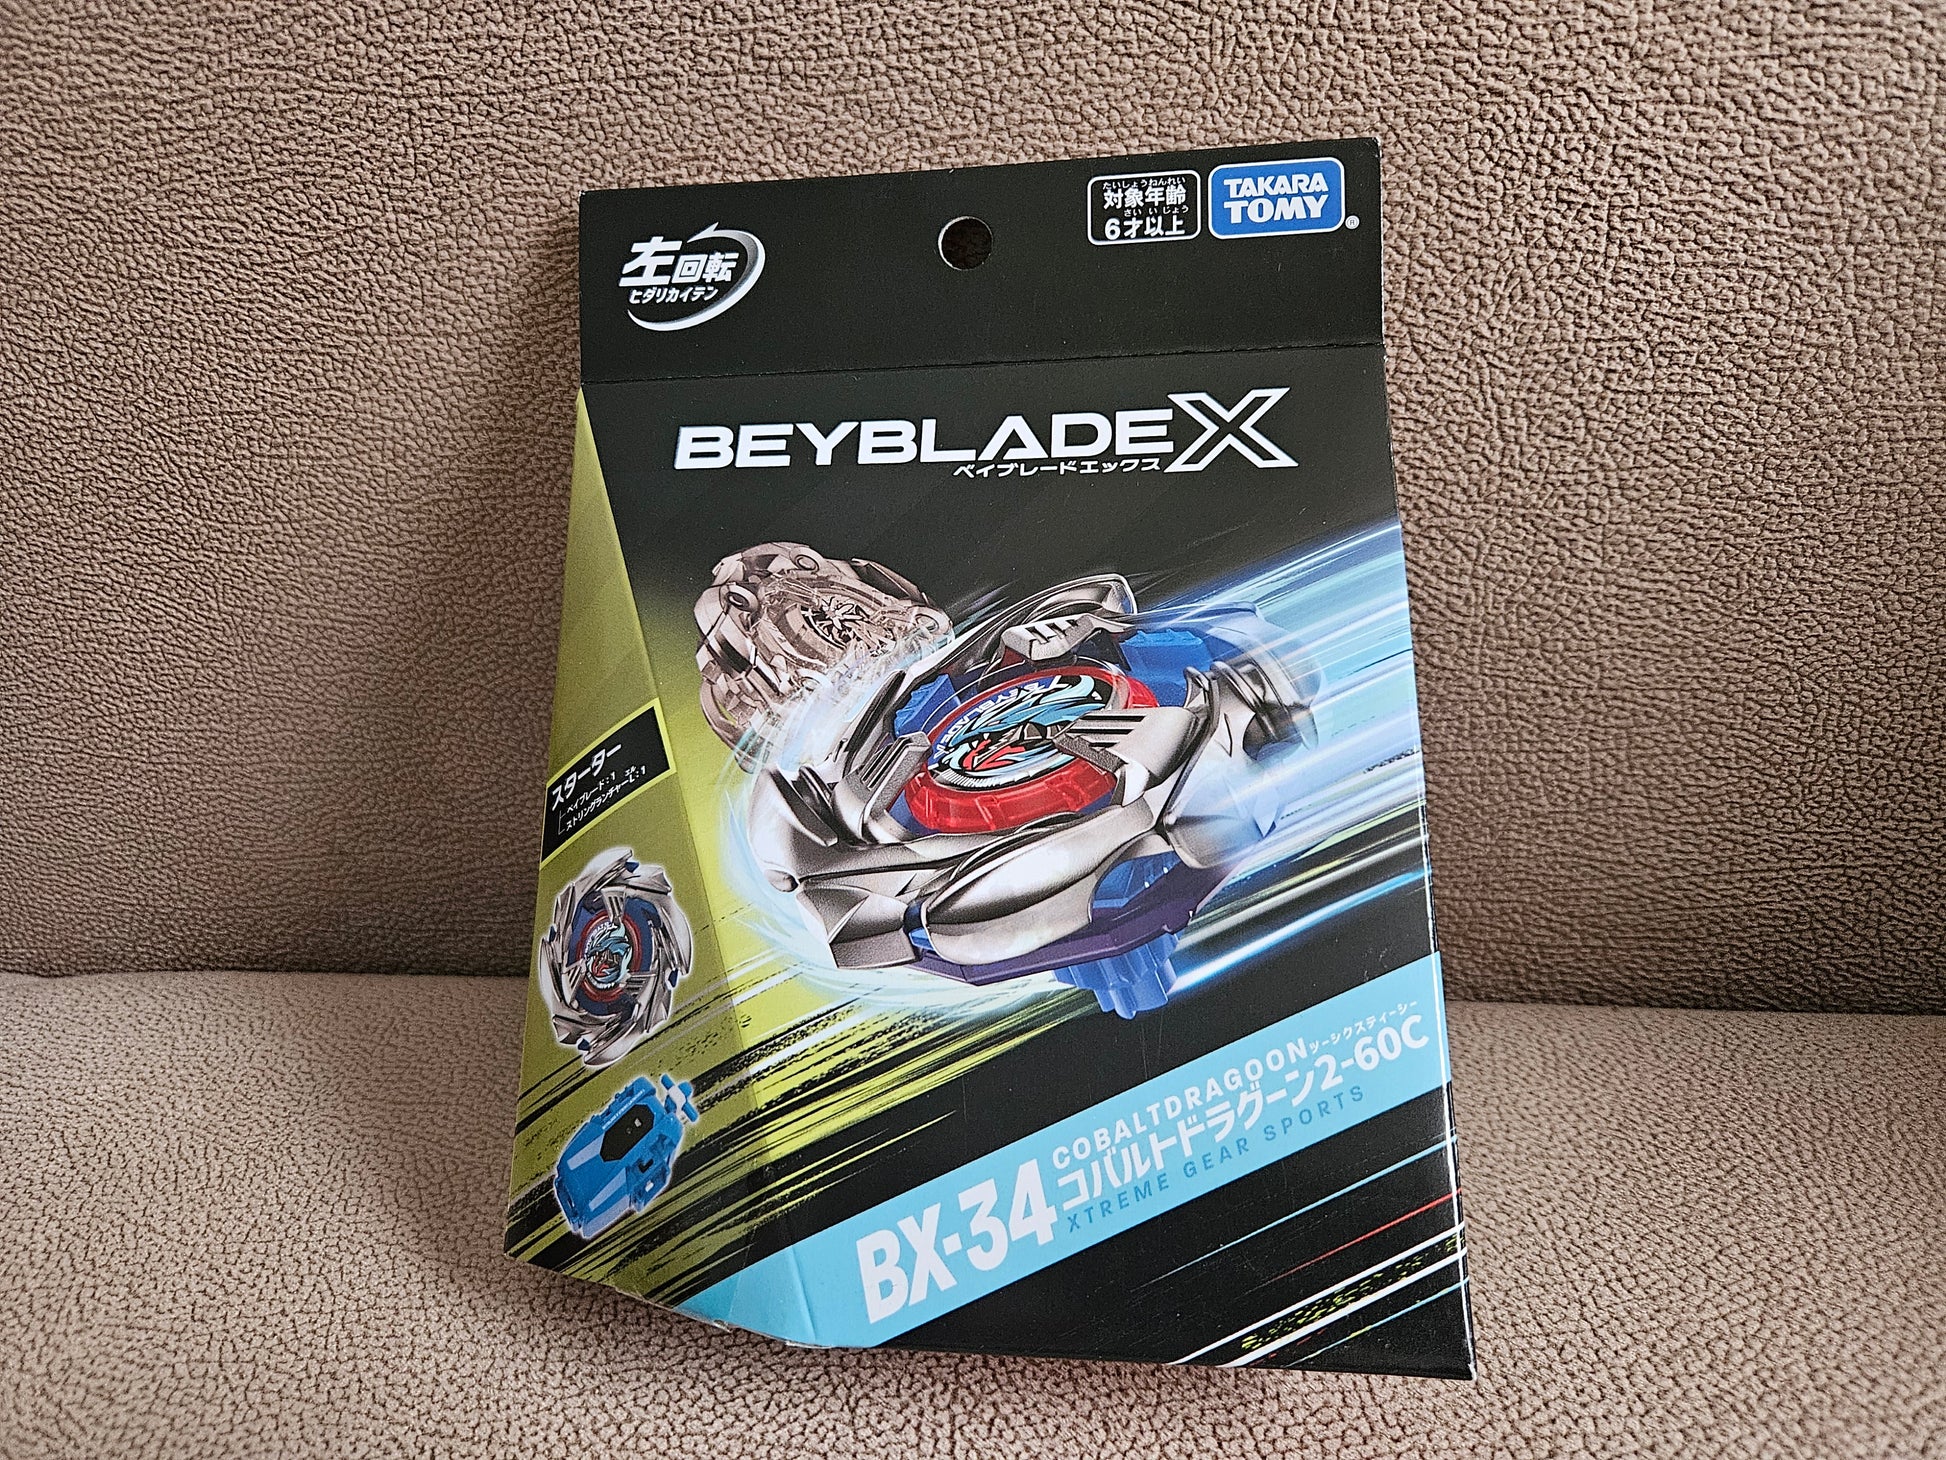 たいしょうねんれい
対象年齢
さい いじょう
6才以上
TAKARA
TOMY
®
左回転
ヒダリカイテン
BEYBLADE X
ベイブレードエックス
スターター
ベイブレード:1
エル
ストリングランチャーL:1
BEYBLADE X
COBALTDRAGOON
ツーシックスティーシー
BX-34 コバルトドラグーン2-60C
XTREME GEAR SPORTS